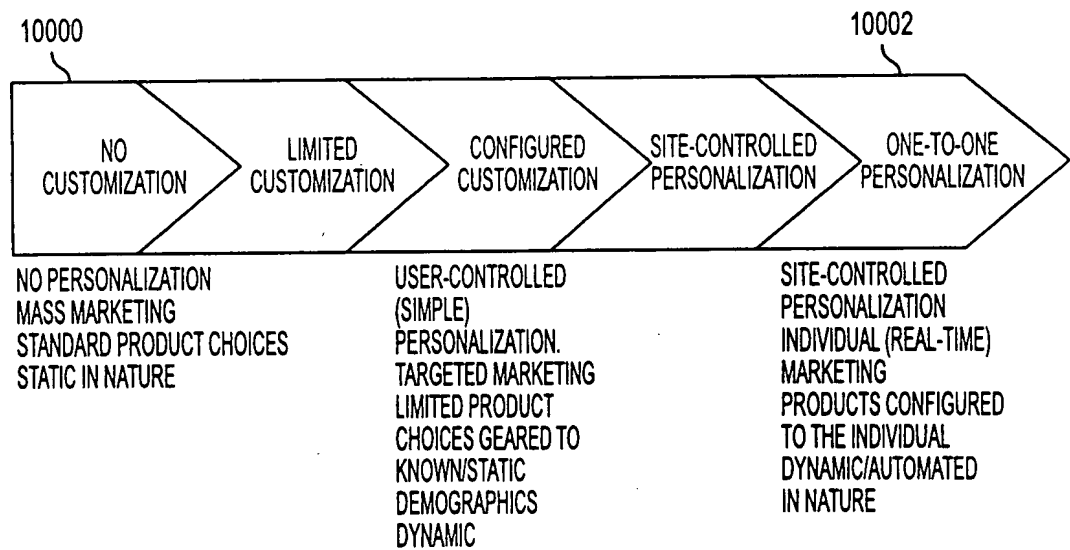 10000
10002
NO
CUSTOMIZATION
LIMITED
CUSTOMIZATION
CONFIGURED
CUSTOMIZATION
SITE-CONTROLLED
PERSONALIZATION
ONE-TO-ONE
PERSONALIZATION
NO PERSONALIZATION
MASS MARKETING
STANDARD PRODUCT CHOICES
STATIC IN NATURE
USER-CONTROLLED
(SIMPLE)
PERSONALIZATION.
TARGETED MARKETING
LIMITED PRODUCT
CHOICES GEARED TO
KNOWN/STATIC
DEMOGRAPHICS
DYNAMIC
SITE-CONTROLLED
PERSONALIZATION
INDIVIDUAL (REAL-TIME)
MARKETING
PRODUCTS CONFIGURED
TO THE INDIVIDUAL
DYNAMIC/AUTOMATED
IN NATURE